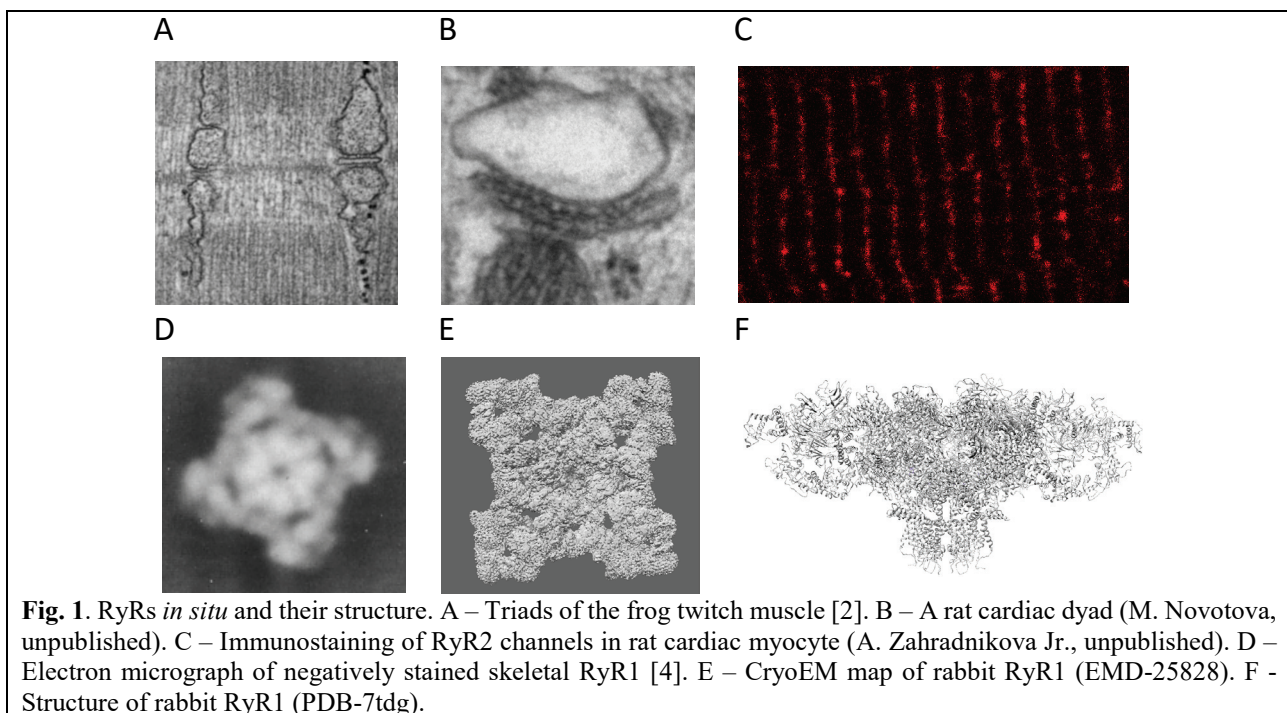 A
B
C
D
E
F
Fig. 1. RyRs in situ and their structure. A – Triads of the frog twitch muscle [2]. B – A rat cardiac dyad (M. Novotova,
unpublished). C – Immunostaining of RyR2 channels in rat cardiac myocyte (A. Zahradnikova Jr., unpublished). D –
Electron micrograph of negatively stained skeletal RyR1 [4]. E – CryoEM map of rabbit RyR1 (EMD-25828). F -
Structure of rabbit RyR1 (PDB-7tdg).